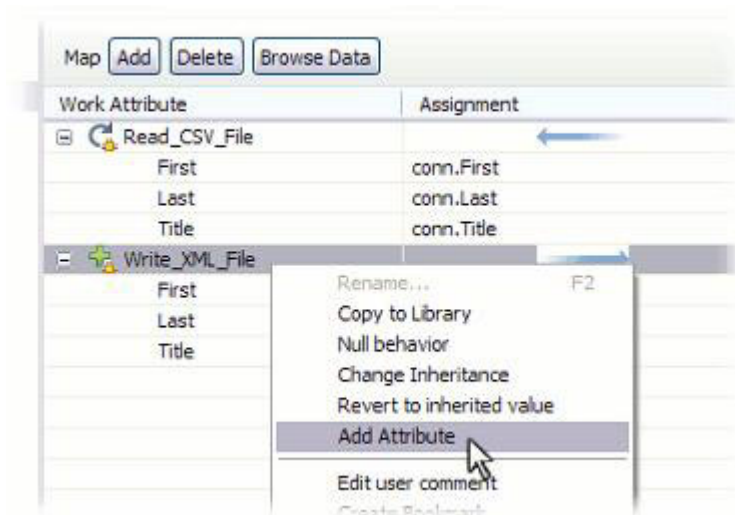 Map Add Delete Browse Data
Work Attribute Assignment
Read_CSV_File
First conn.First
Last conn.Last
Title conn.Title
Write_XML_File
First
Last
Title
Rename... F2
Copy to Library
Null behavior
Change Inheritance
Revert to inherited value
Add Attribute
Edit user comment
Create Bookmark